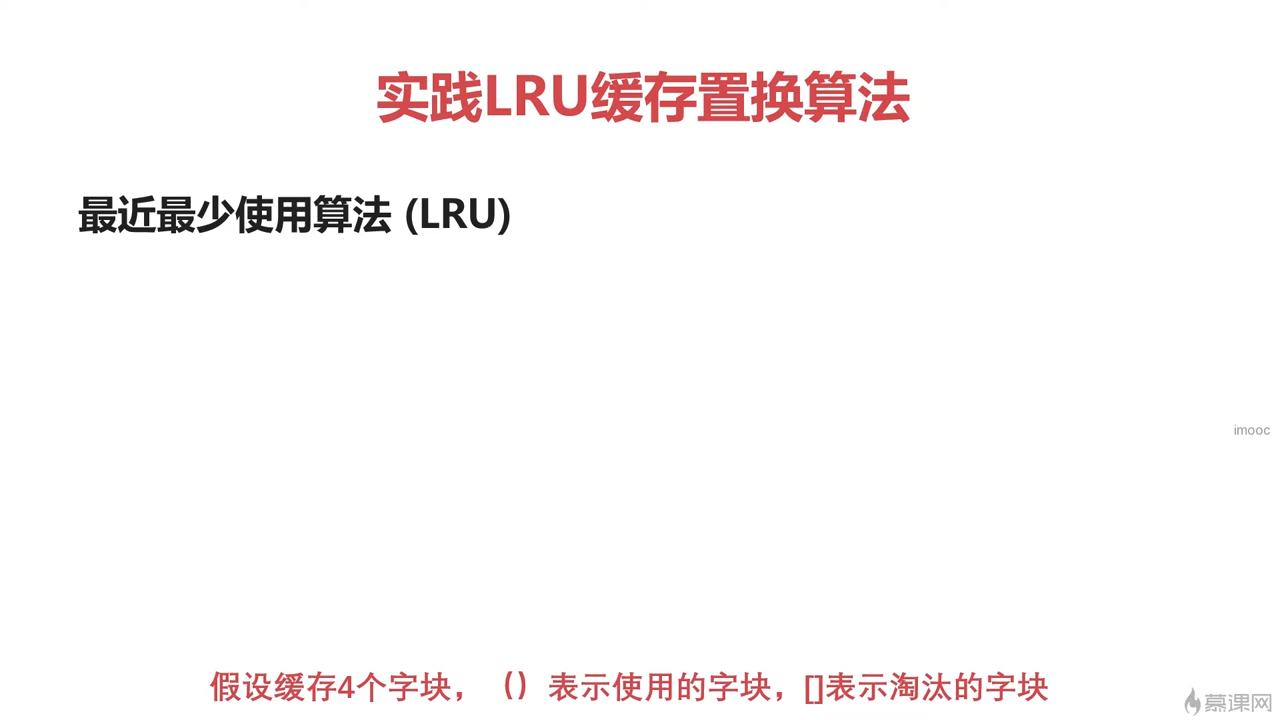 实践LRU缓存置换算法
最近最少使用算法 (LRU)
imooc
假设缓存4个字块，（）表示使用的字块，[]表示淘汰的字块
慕课网